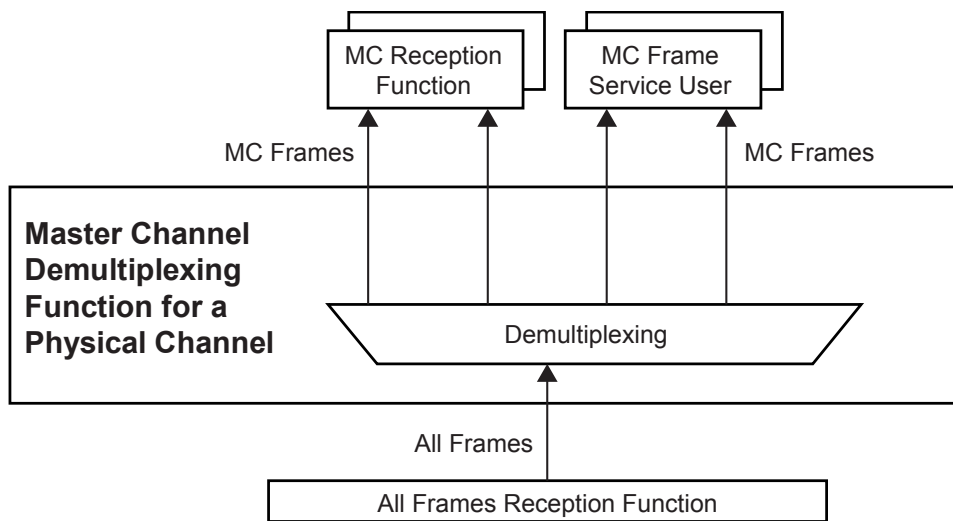 MC Reception
Function
MC Frame
Service User
MC Frames
MC Frames
Master Channel
Demultiplexing
Function for a
Physical Channel
Demultiplexing
All Frames
All Frames Reception Function